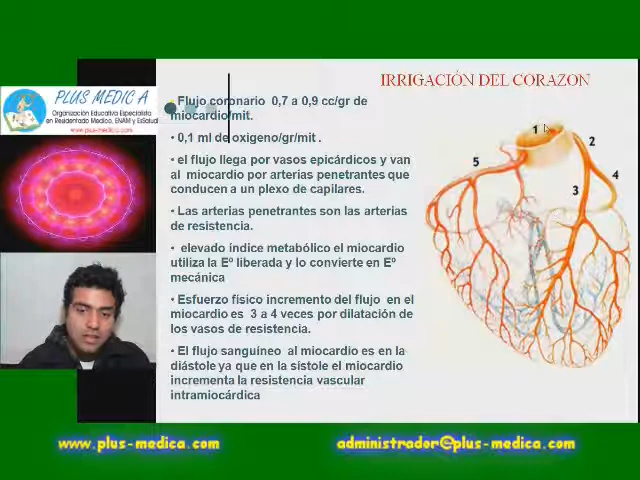 IRRIGACIÓN DEL CORAZON
PLUS MEDIC A
Organización Educativa Especialista
en Residentado Medico, ENAM y EsSalud
www.plus-medica.com
• Flujo coronario 0,7 a 0,9 cc/gr de
miocardio/mit.
• 0,1 ml de oxigeno/gr/mit .
• el flujo llega por vasos epicárdicos y van
al miocardio por arterias penetrantes que
conducen a un plexo de capilares.
• Las arterias penetrantes son las arterias
de resistencia.
• elevado índice metabólico el miocardio
utiliza la Eº liberada y lo convierte en Eº
mecánica
• Esfuerzo físico incremento del flujo en el
miocardio es 3 a 4 veces por dilatación de
los vasos de resistencia.
• El flujo sanguíneo al miocardio es en la
diástole ya que en la sístole el miocardio
incrementa la resistencia vascular
intramiocárdica
1
2
3
4
5
www.plus-medica.com
administrador@plus-medica.com